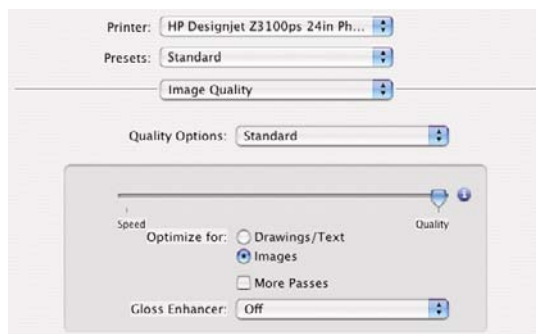 Printer: HP Designjet Z3100ps 24in Ph...
Presets: Standard
Image Quality
Quality Options: Standard
Speed Quality
Optimize for: Drawings/Text
Images
More Passes
Gloss Enhancer: Off